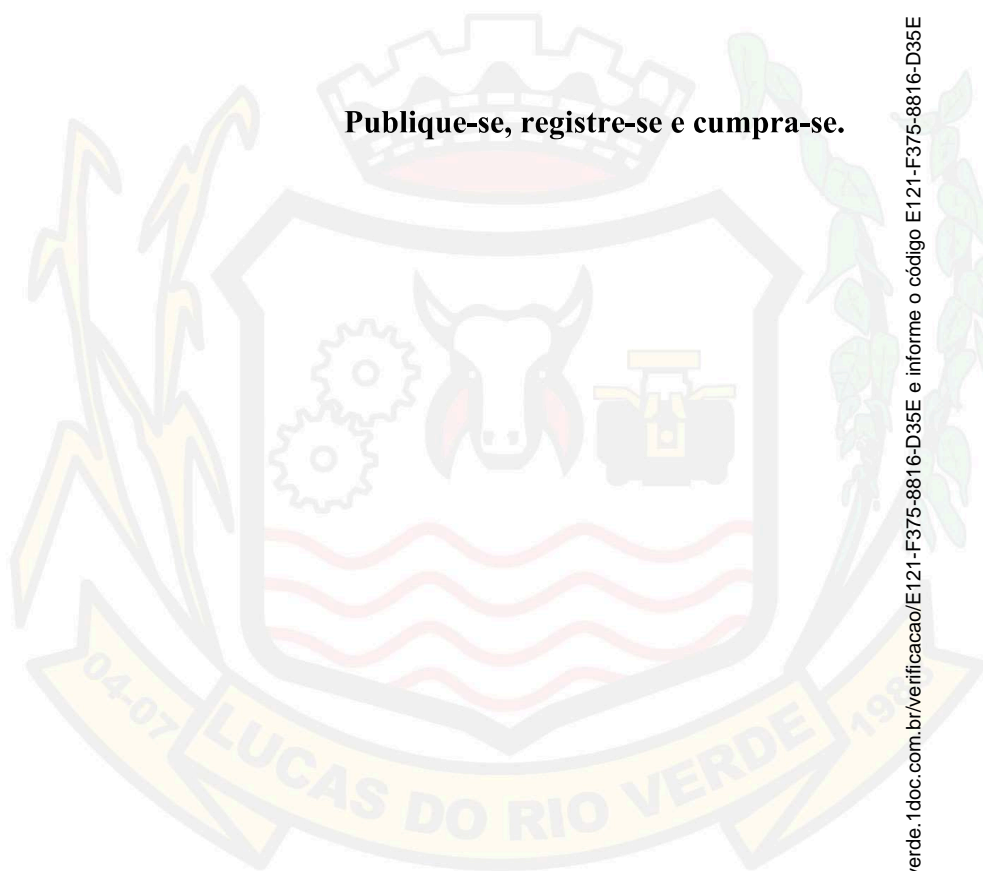 Publique-se, registre-se e cumpra-se.
04-07
LUCAS DO RIO VERDE
verde.1doc.com.br/verificacao/E121-F375-8816-D35E e informe o código E121-F375-8816-D35E